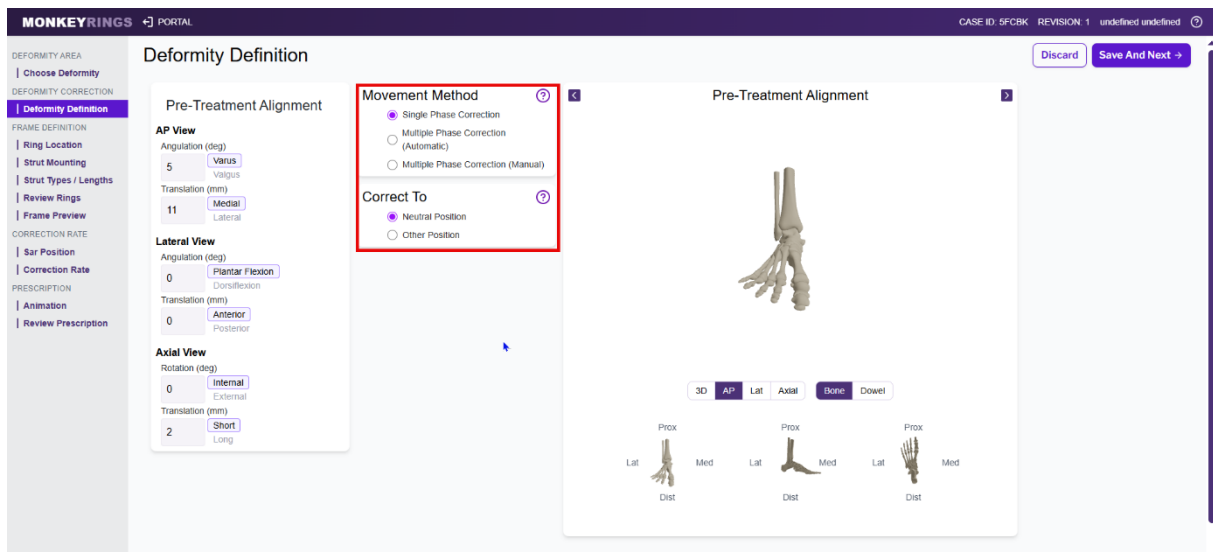 MONKEYRINGS PORTAL CASE ID: 5FCBK REVISION: 1 undefined undefined ?
DEFORMITY AREA
Choose Deformity
DEFORMITY CORRECTION
Deformity Definition
FRAME DEFINITION
Ring Location
Strut Mounting
Strut Types / Lengths
Review Rings
Frame Preview
CORRECTION RATE
Sar Position
Correction Rate
PRESCRIPTION
Animation
Review Prescription
Deformity Definition
Discard
Save And Next →
Pre-Treatment Alignment
AP View
Angulation (deg)
5
Varus
Valgus
Translation (mm)
11
Medial
Lateral
Lateral View
Angulation (deg)
0
Plantar Flexion
Dorsiflexion
Translation (mm)
0
Anterior
Posterior
Axial View
Rotation (deg)
0
Internal
External
Translation (mm)
2
Short
Long
Movement Method ?
Single Phase Correction
Multiple Phase Correction
(Automatic)
Multiple Phase Correction (Manual)
Correct To ?
Neutral Position
Other Position
Pre-Treatment Alignment
3D AP Lat Axial Bone Dowel
Prox Prox Prox
Lat Med Lat Med Lat Med
Dist Dist Dist